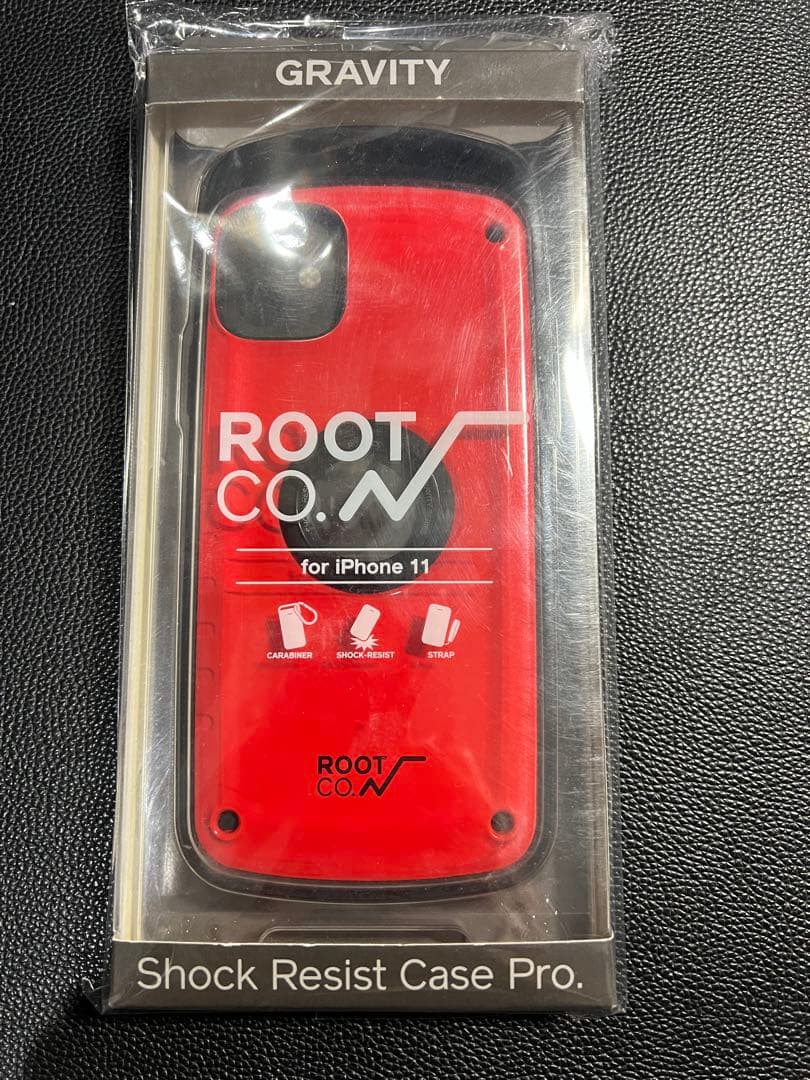 GRAVITY
ROOT
CO.
for iPhone 11
CARABINER SHOCK-RESIST STRAP
ROOT
CO.
Shock Resist Case Pro.